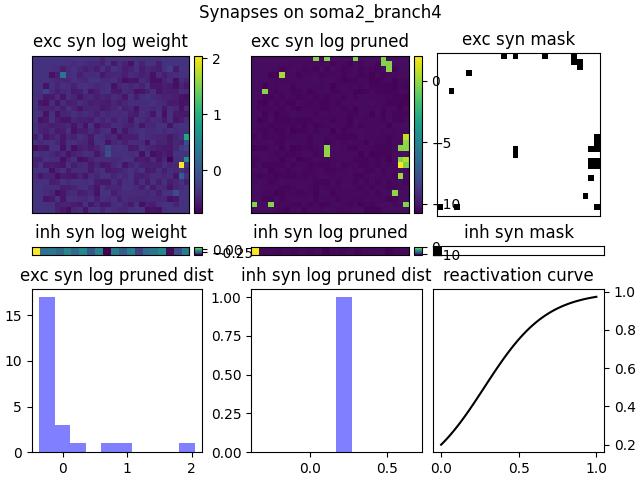 Synapses on soma2_branch4
exc syn log weight
exc syn log pruned
exc syn mask
2
1
0
0
−5
−10
inh syn log weight
inh syn log pruned
inh syn mask
0.00
−0.25
0
−10
exc syn log pruned dist
inh syn log pruned dist
reactivation curve
15
10
5
0
0 1 2
1.00
0.75
0.50
0.25
0.00
0.0 0.5
1.0
0.8
0.6
0.4
0.2
0.0 0.5 1.0